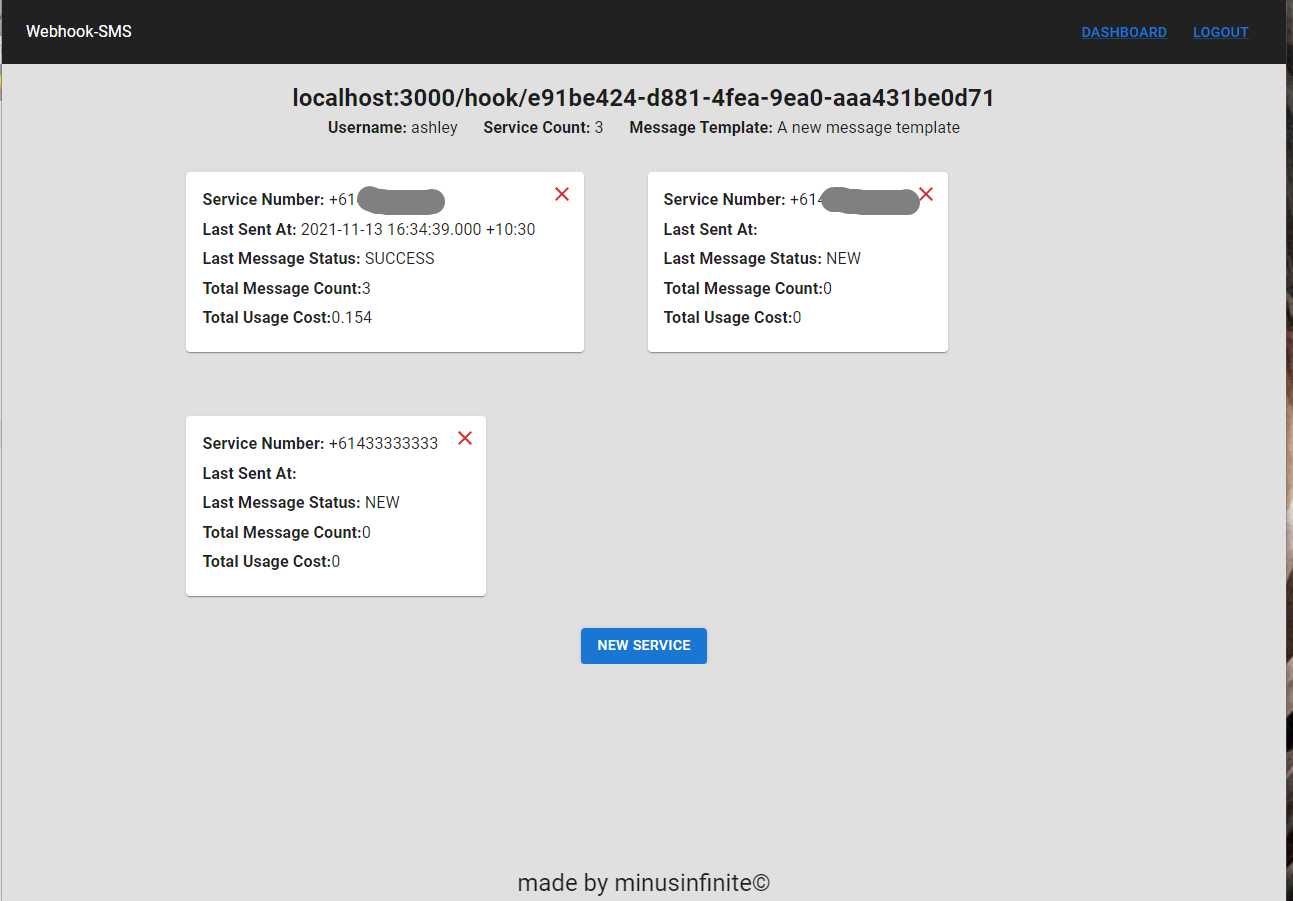 Webhook-SMS
DASHBOARD LOGOUT
localhost:3000/hook/e91be424-d881-4fea-9ea0-aaa431be0d71
Username: ashley Service Count: 3 Message Template: A new message template
Service Number: +61
Last Sent At: 2021-11-13 16:34:39.000 +10:30
Last Message Status: SUCCESS
Total Message Count:3
Total Usage Cost:0.154
Service Number: +614
Last Sent At:
Last Message Status: NEW
Total Message Count:0
Total Usage Cost:0
Service Number: +61433333333
Last Sent At:
Last Message Status: NEW
Total Message Count:0
Total Usage Cost:0
NEW SERVICE
made by minusinfinite©